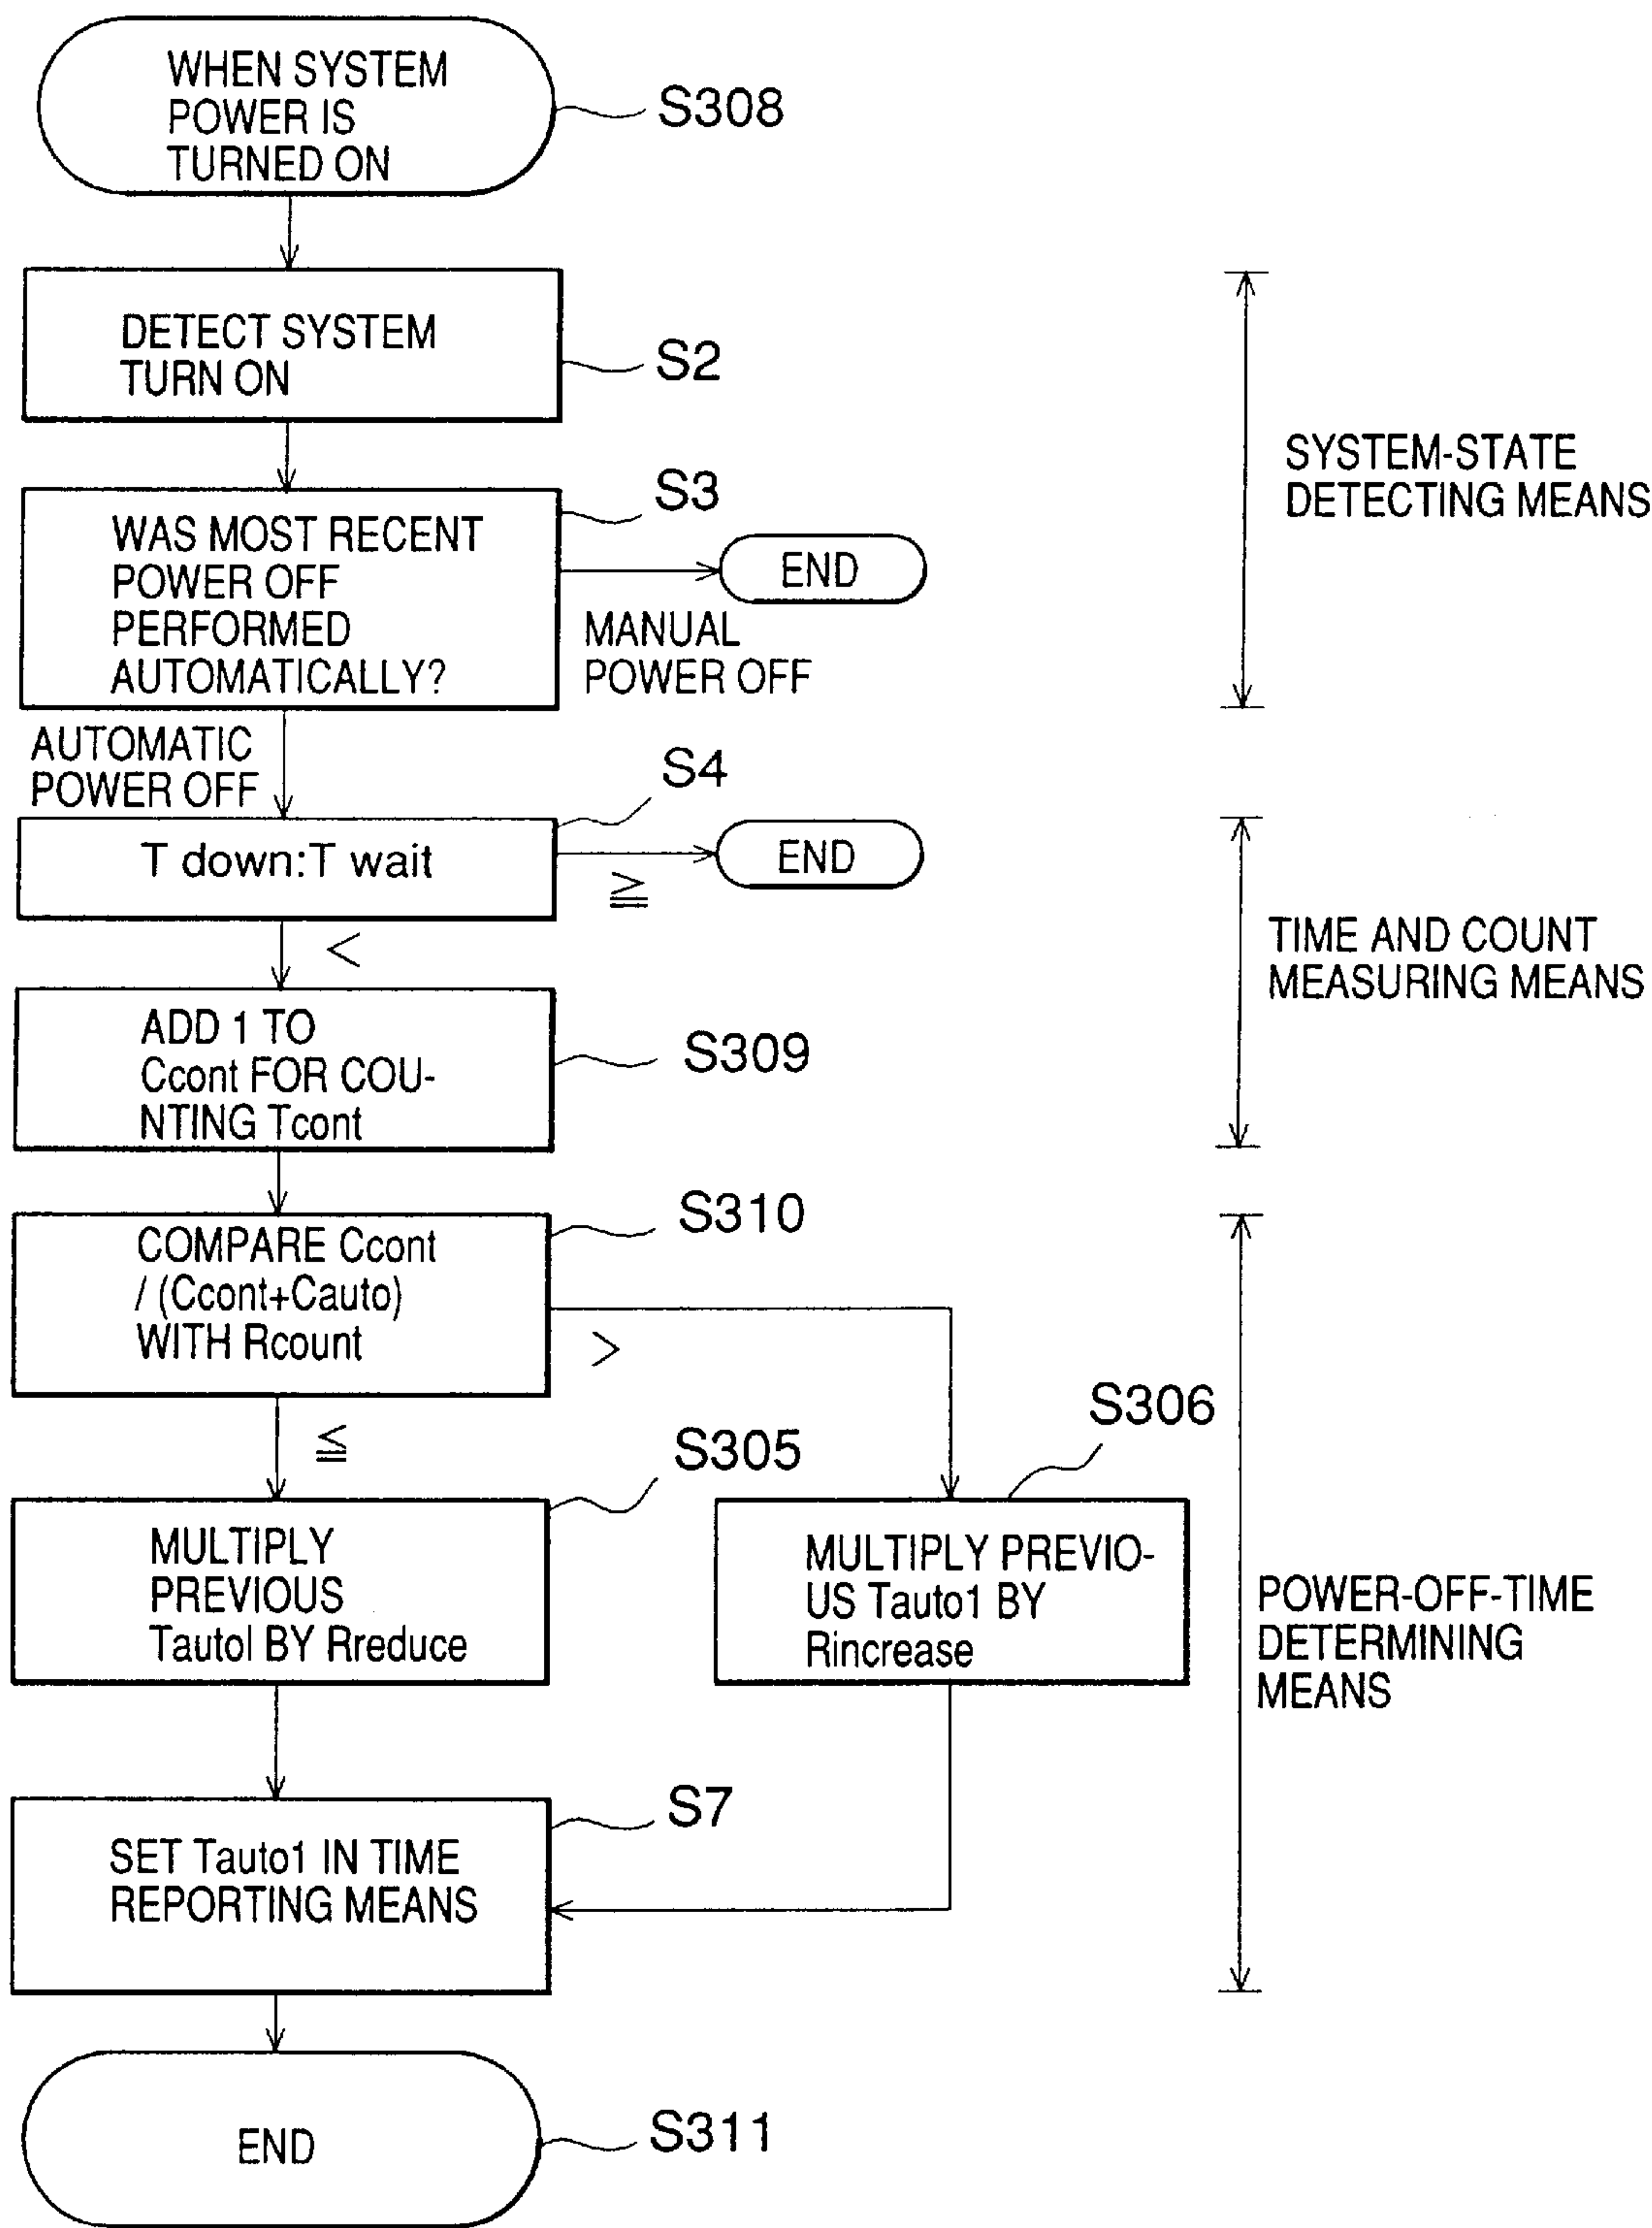 WHEN SYSTEM
POWER IS
TURNED ON
S308
DETECT SYSTEM
TURN ON
S2
SYSTEM-STATE
DETECTING MEANS
S3
WAS MOST RECENT
POWER OFF
PERFORMED
AUTOMATICALLY?
END
MANUAL
POWER OFF
AUTOMATIC
POWER OFF
S4
T down:T wait
≧
END
<
TIME AND COUNT
MEASURING MEANS
ADD 1 TO
Ccont FOR COU-
NTING Tcont
S309
S310
COMPARE Ccont
/ (Ccont+Cauto)
WITH Rcount
>
≦
S305
S306
MULTIPLY
PREVIOUS
Tautol BY Rreduce
MULTIPLY PREVIO-
US Tauto1 BY
Rincrease
POWER-OFF-TIME
DETERMINING
MEANS
S7
SET Tauto1 IN TIME
REPORTING MEANS
END
S311